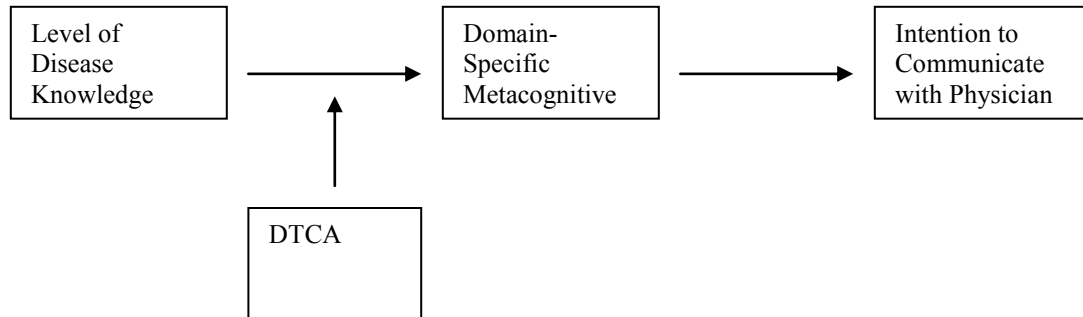 Level of
Disease
Knowledge
Domain-
Specific
Metacognitive
Intention to
Communicate
with Physician
DTCA